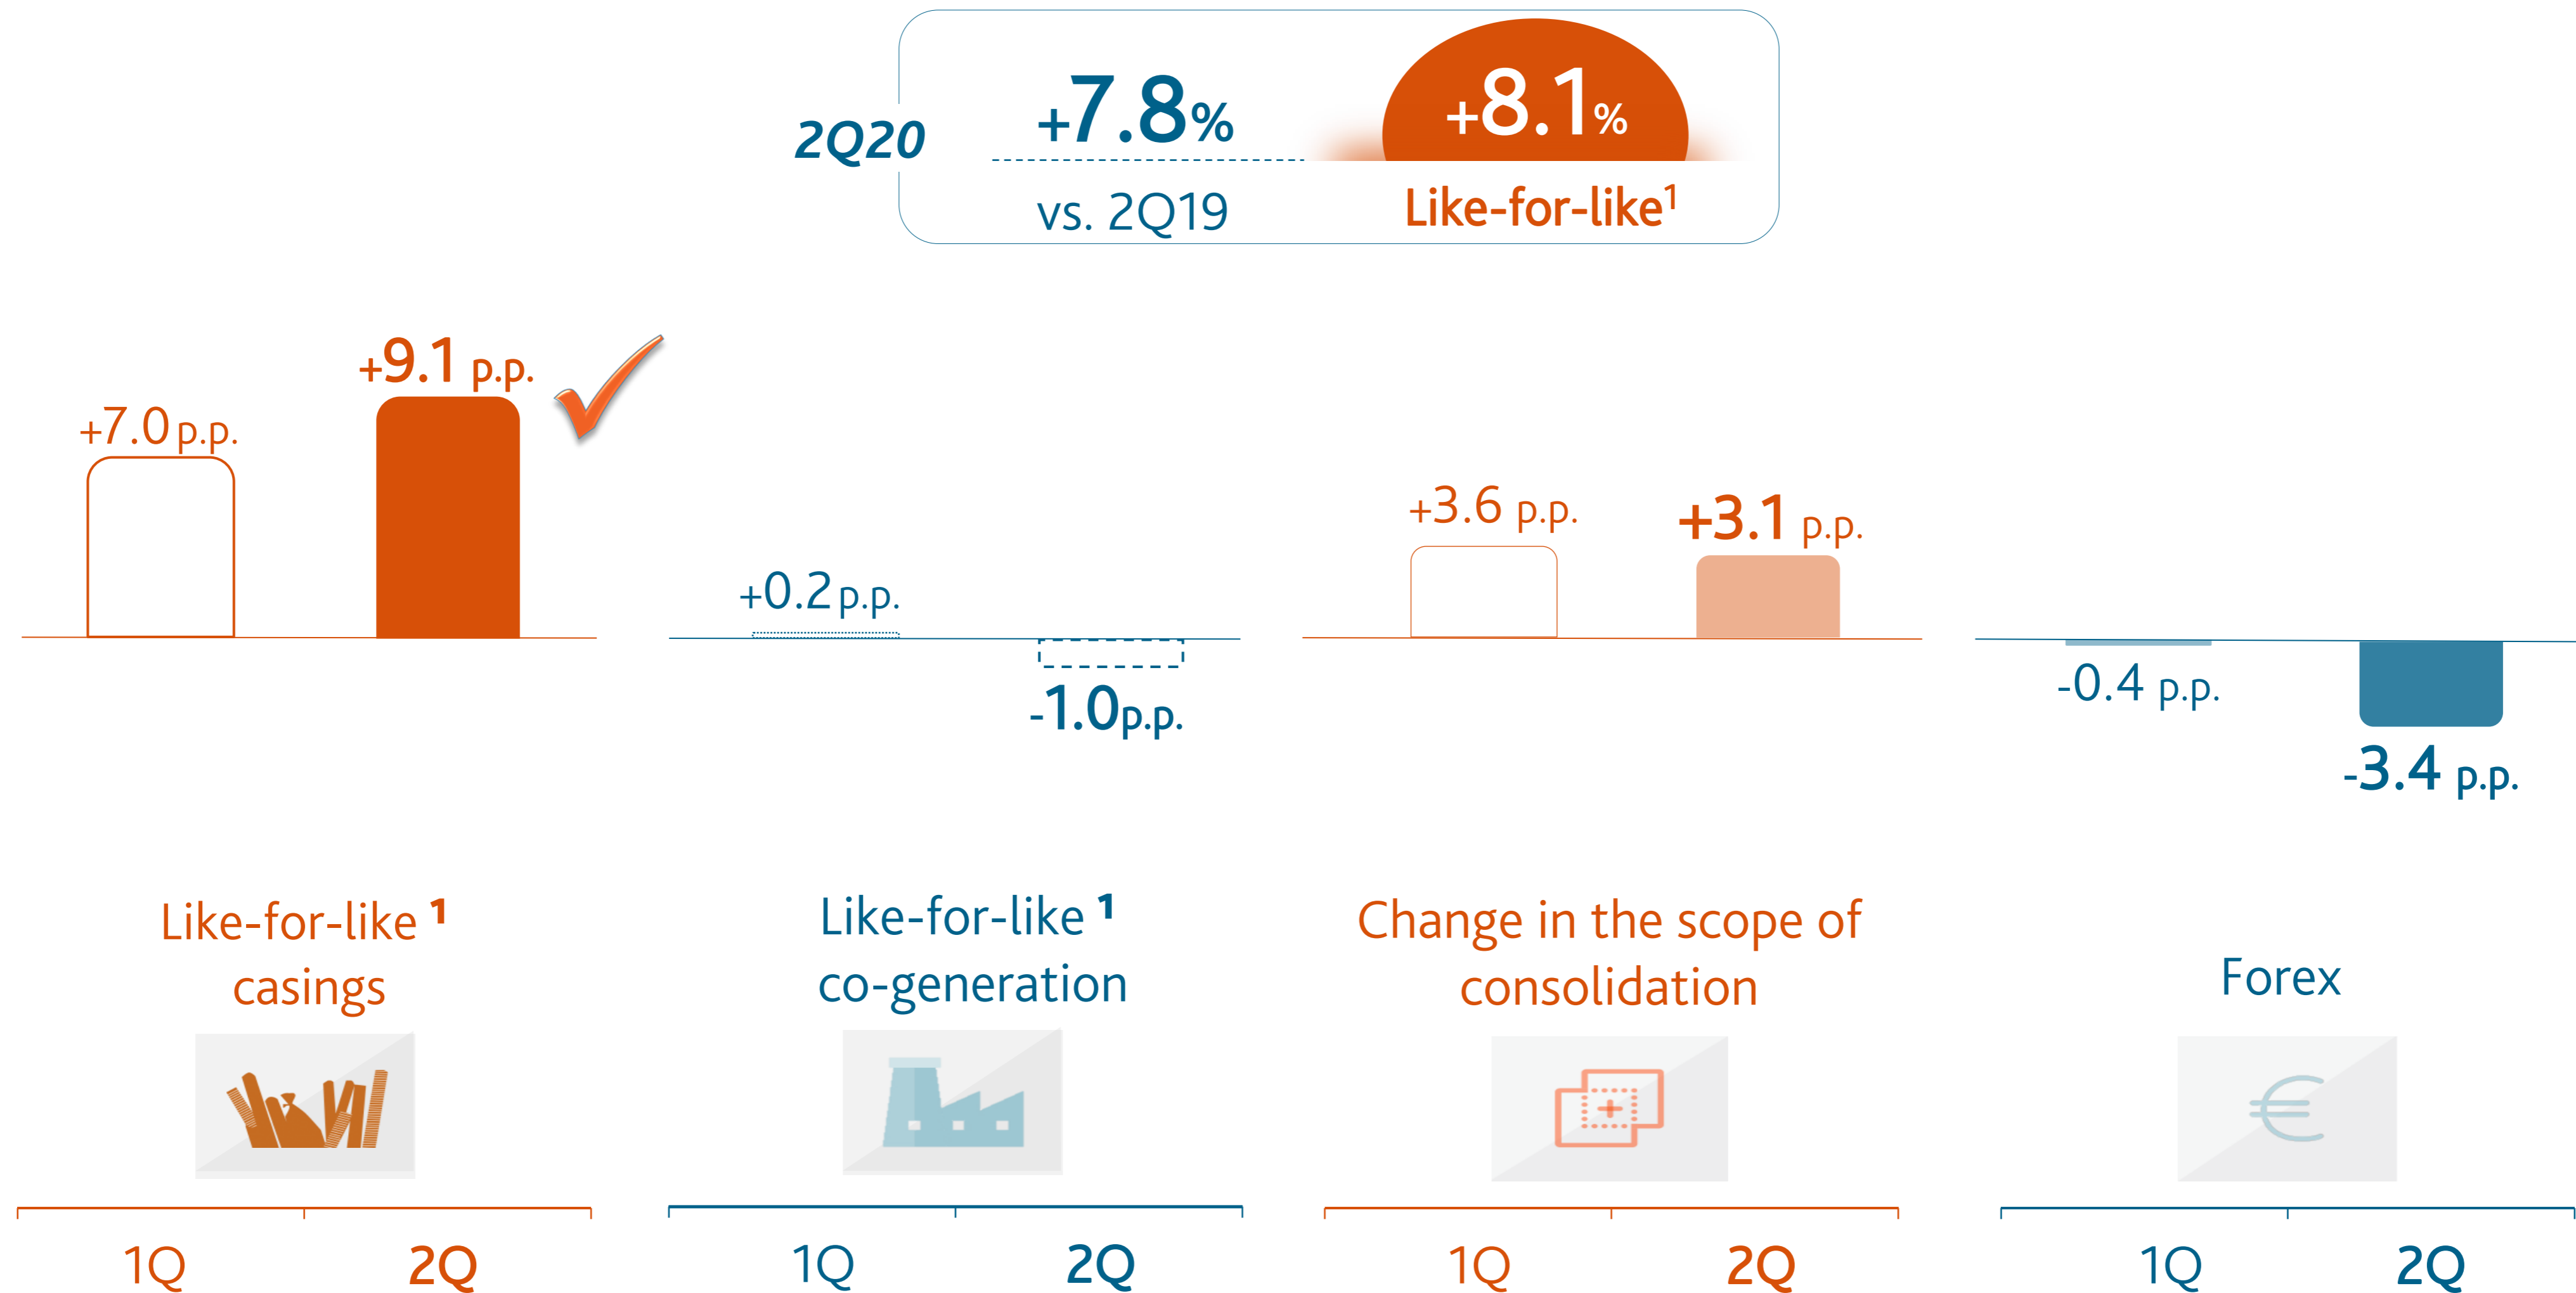 2Q20
+7.8%
vs. 2Q19
+8.1%
Like-for-like1
+7.0 p.p.
+9.1 p.p.
+0.2 p.p.
-1.0p.p.
+3.6 p.p.
+3.1 p.p.
-0.4 p.p.
-3.4 p.p.
Like-for-like 1
casings
Like-for-like 1
co-generation
Change in the scope of
consolidation
Forex
€
1Q 2Q
1Q 2Q
1Q 2Q
1Q 2Q